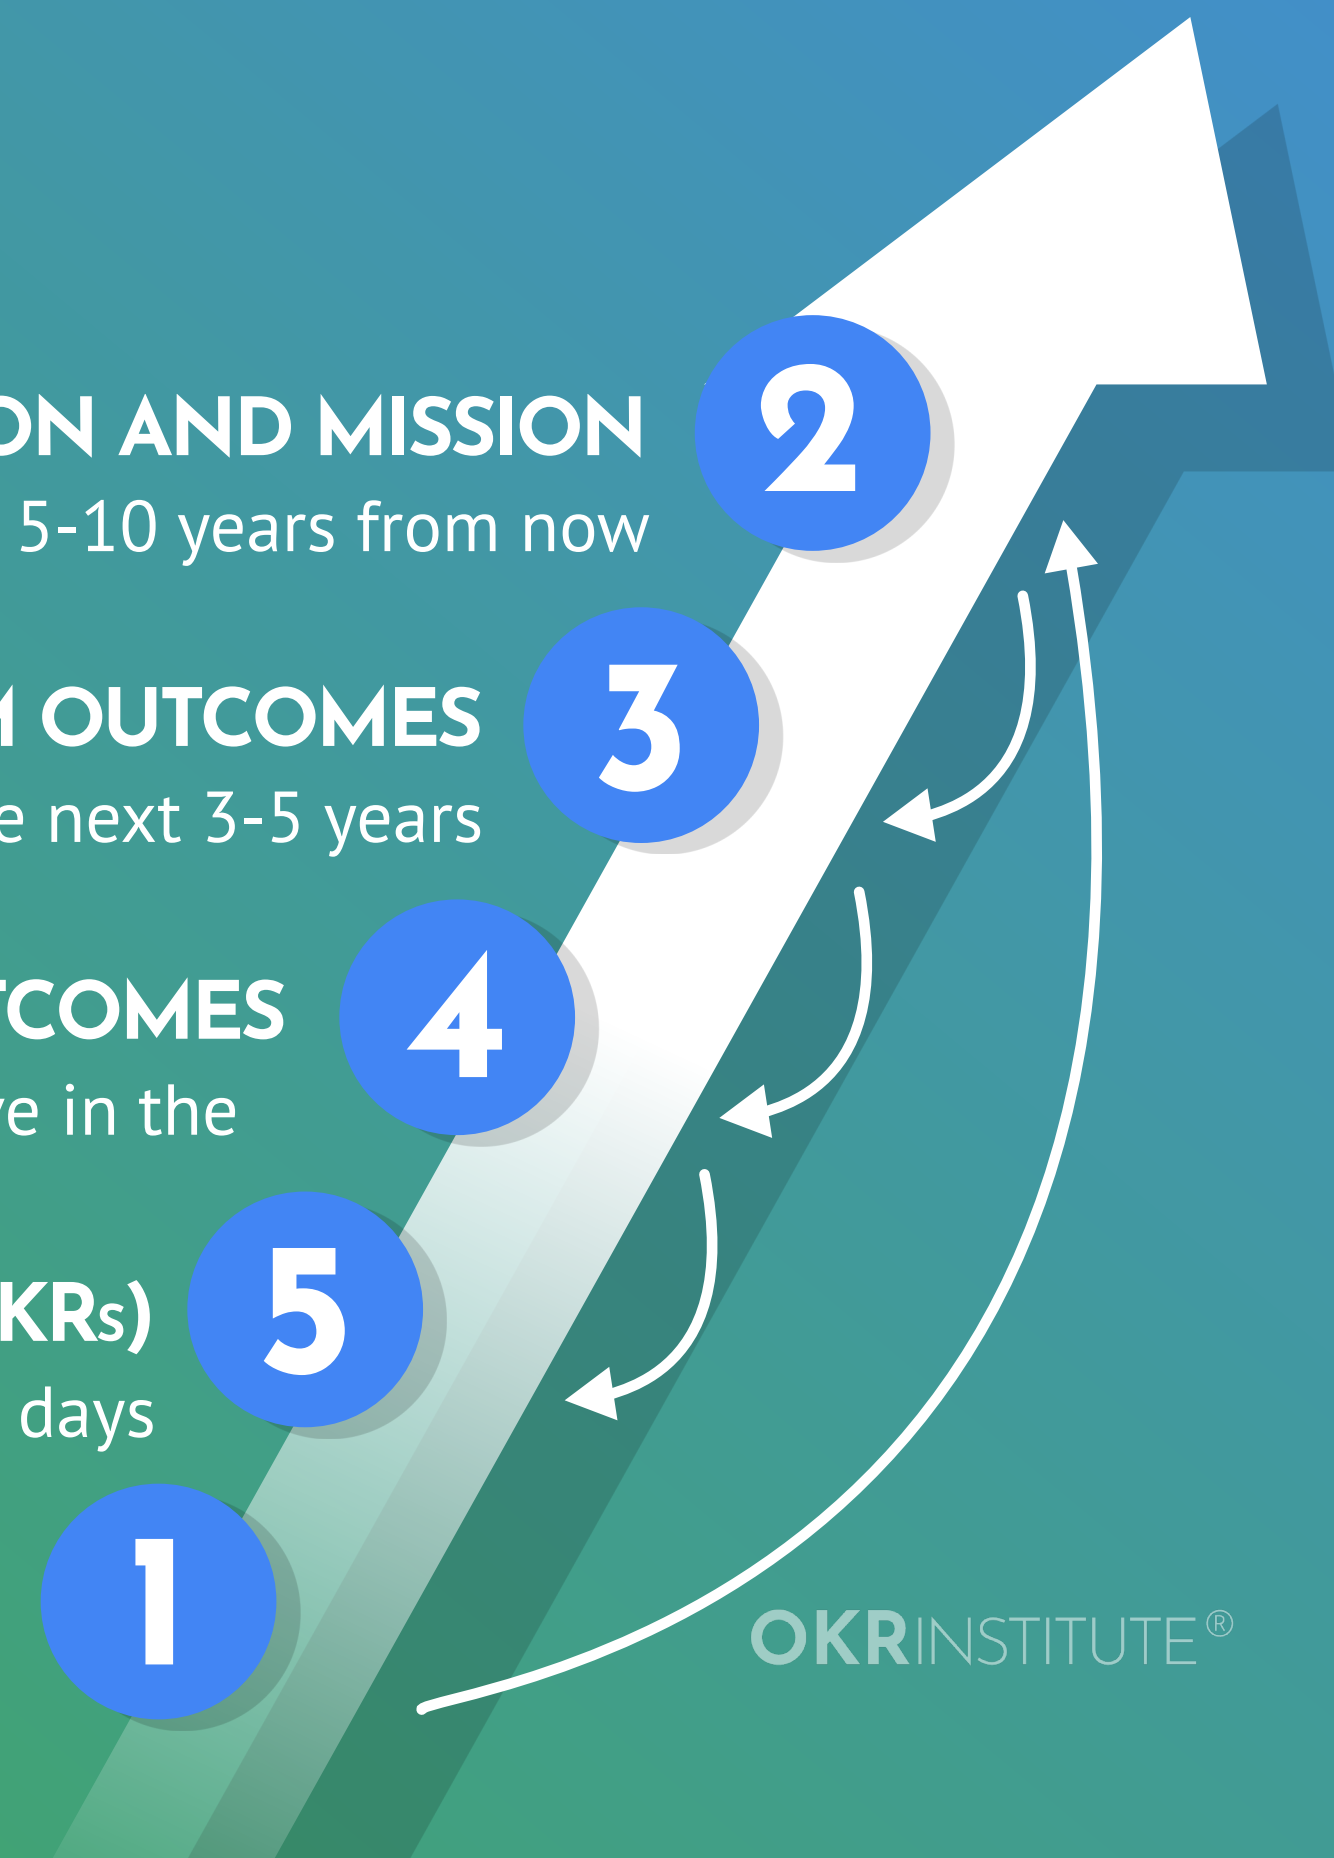 ON AND MISSION 2
5-10 years from now
M OUTCOMES 3
e next 3-5 years
TCOMES 4
ve in the
KRs) 5
days
1
OKRINSTITUTE®